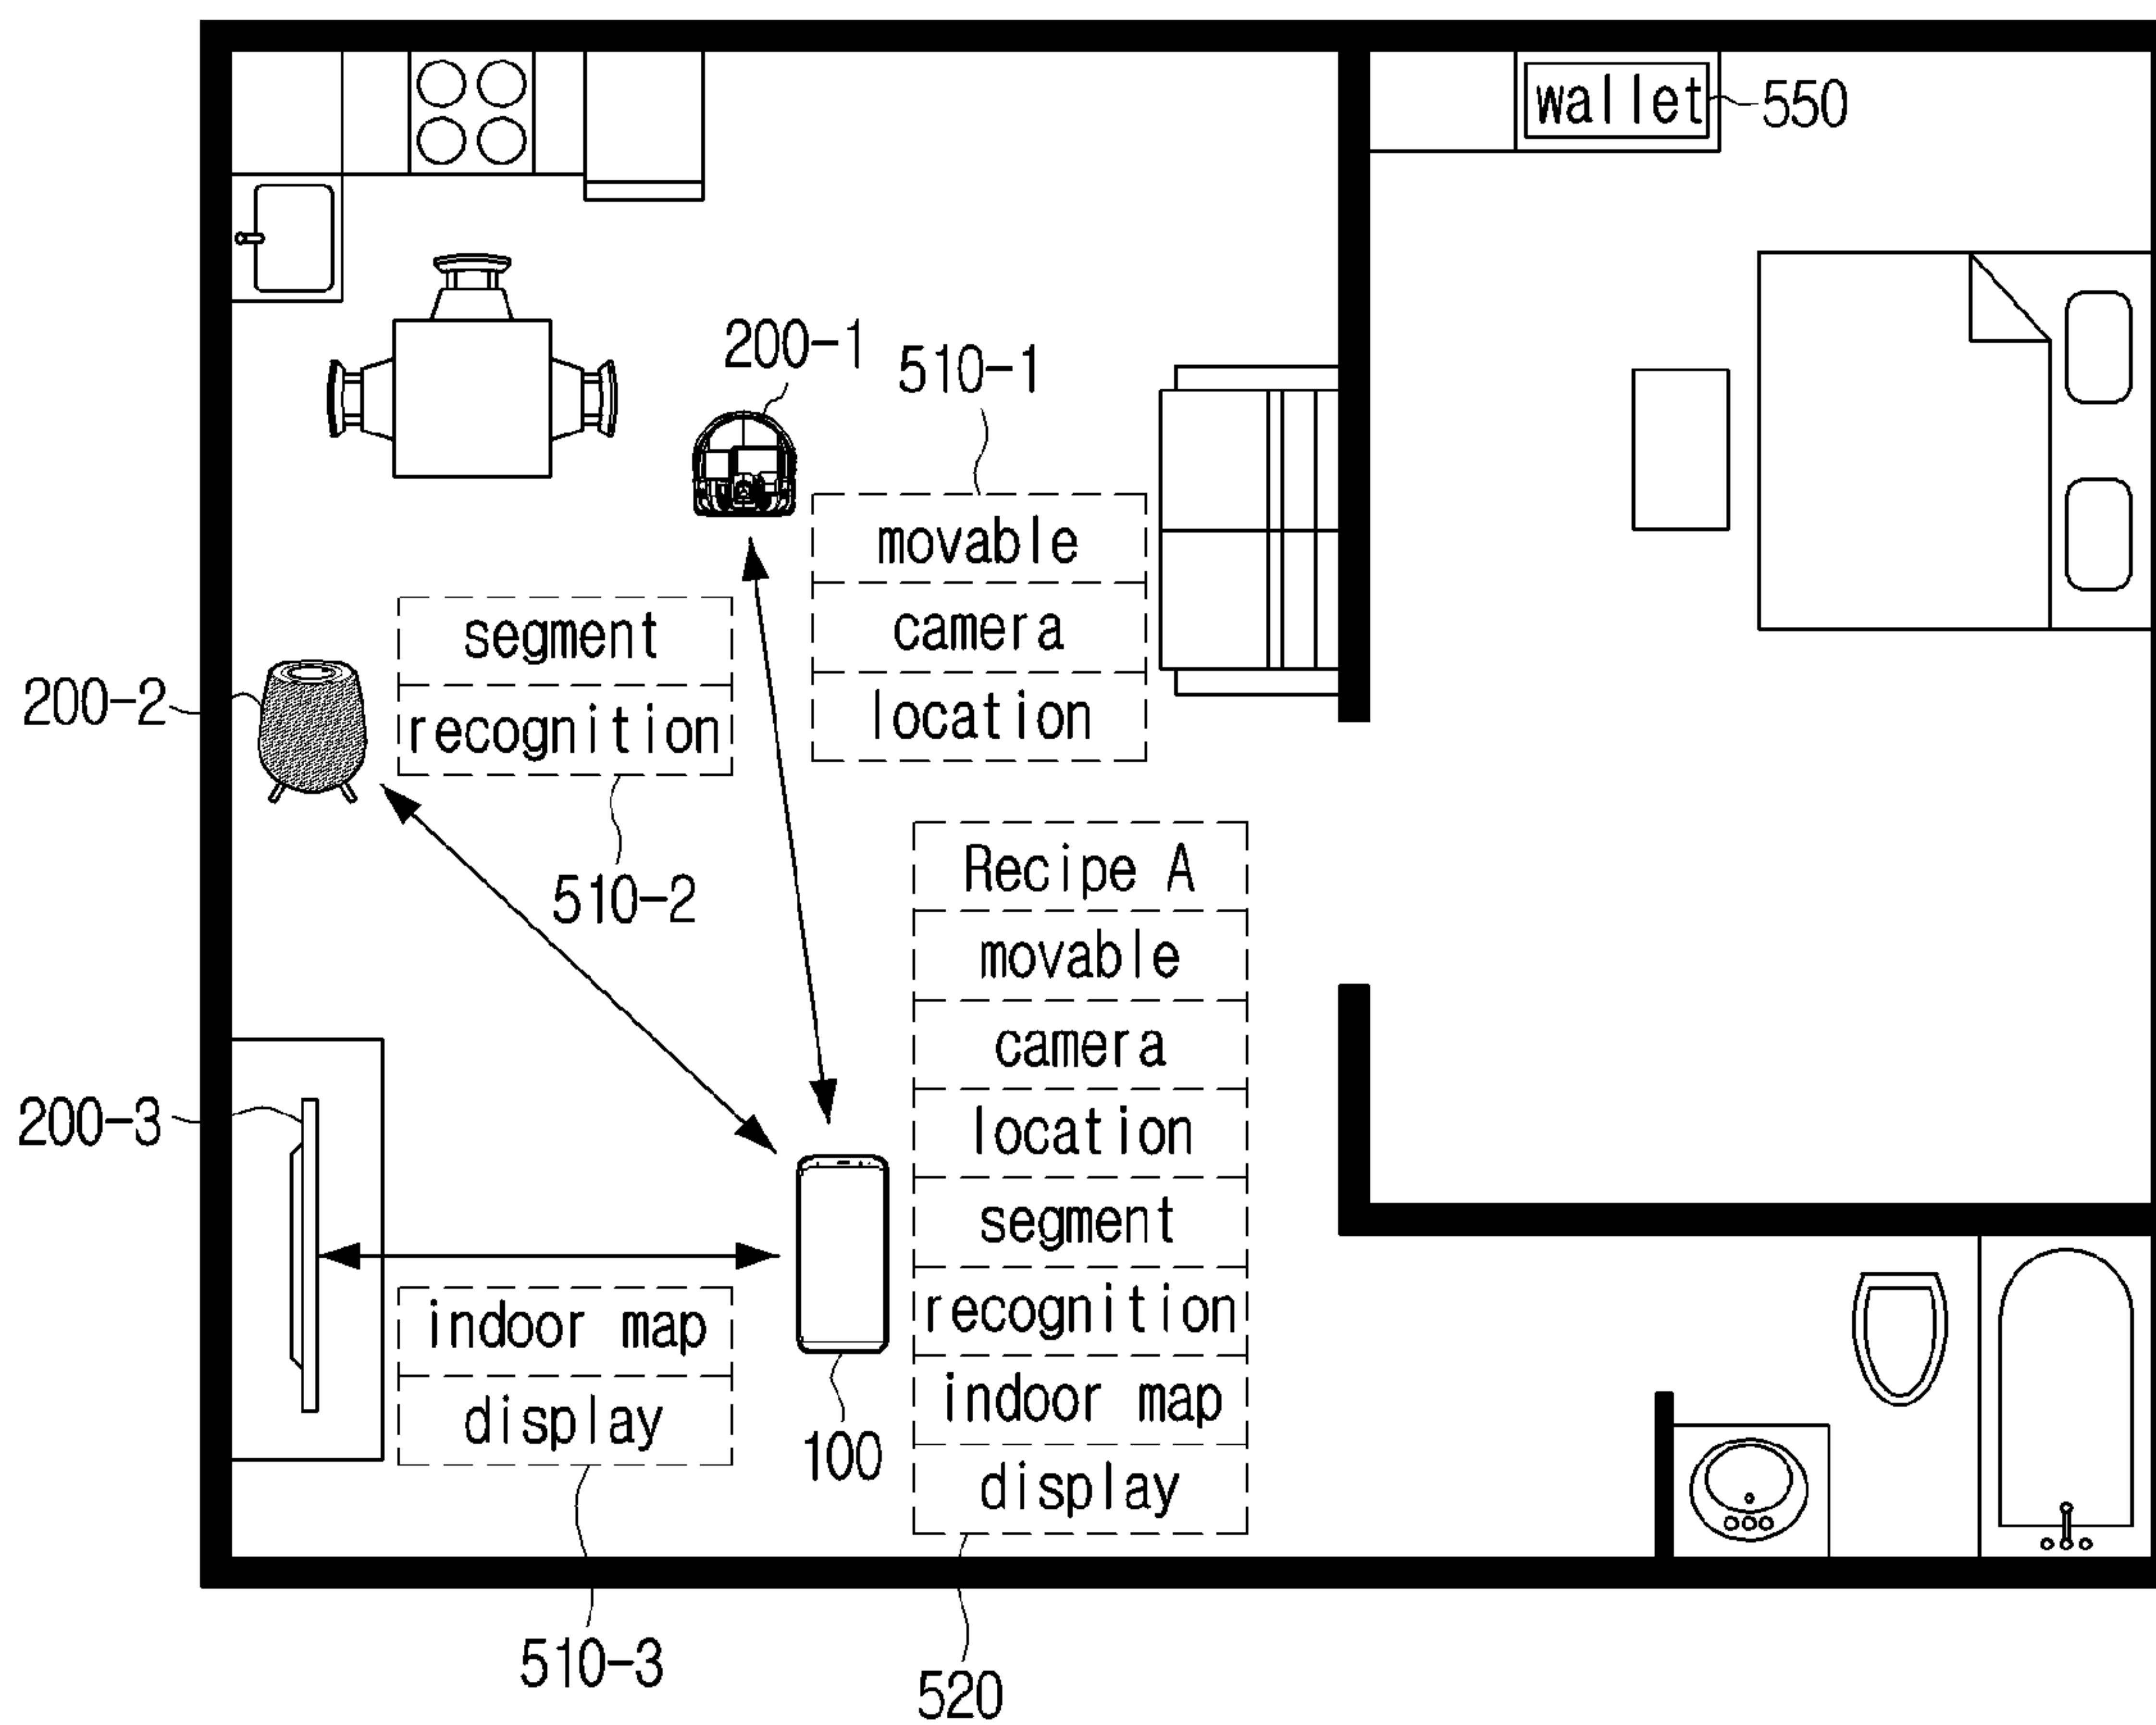 wallet
550
200-1
510-1
movable
camera
location
segment
recognition
200-2
510-2
Recipe A
movable
camera
location
segment
recognition
indoor map
display
200-3
indoor map
display
100
510-3
520